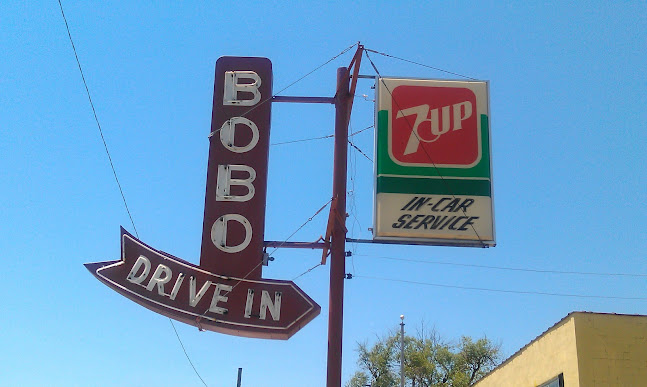 BOBO
DRIVE IN
7UP
IN-CAR
SERVICE